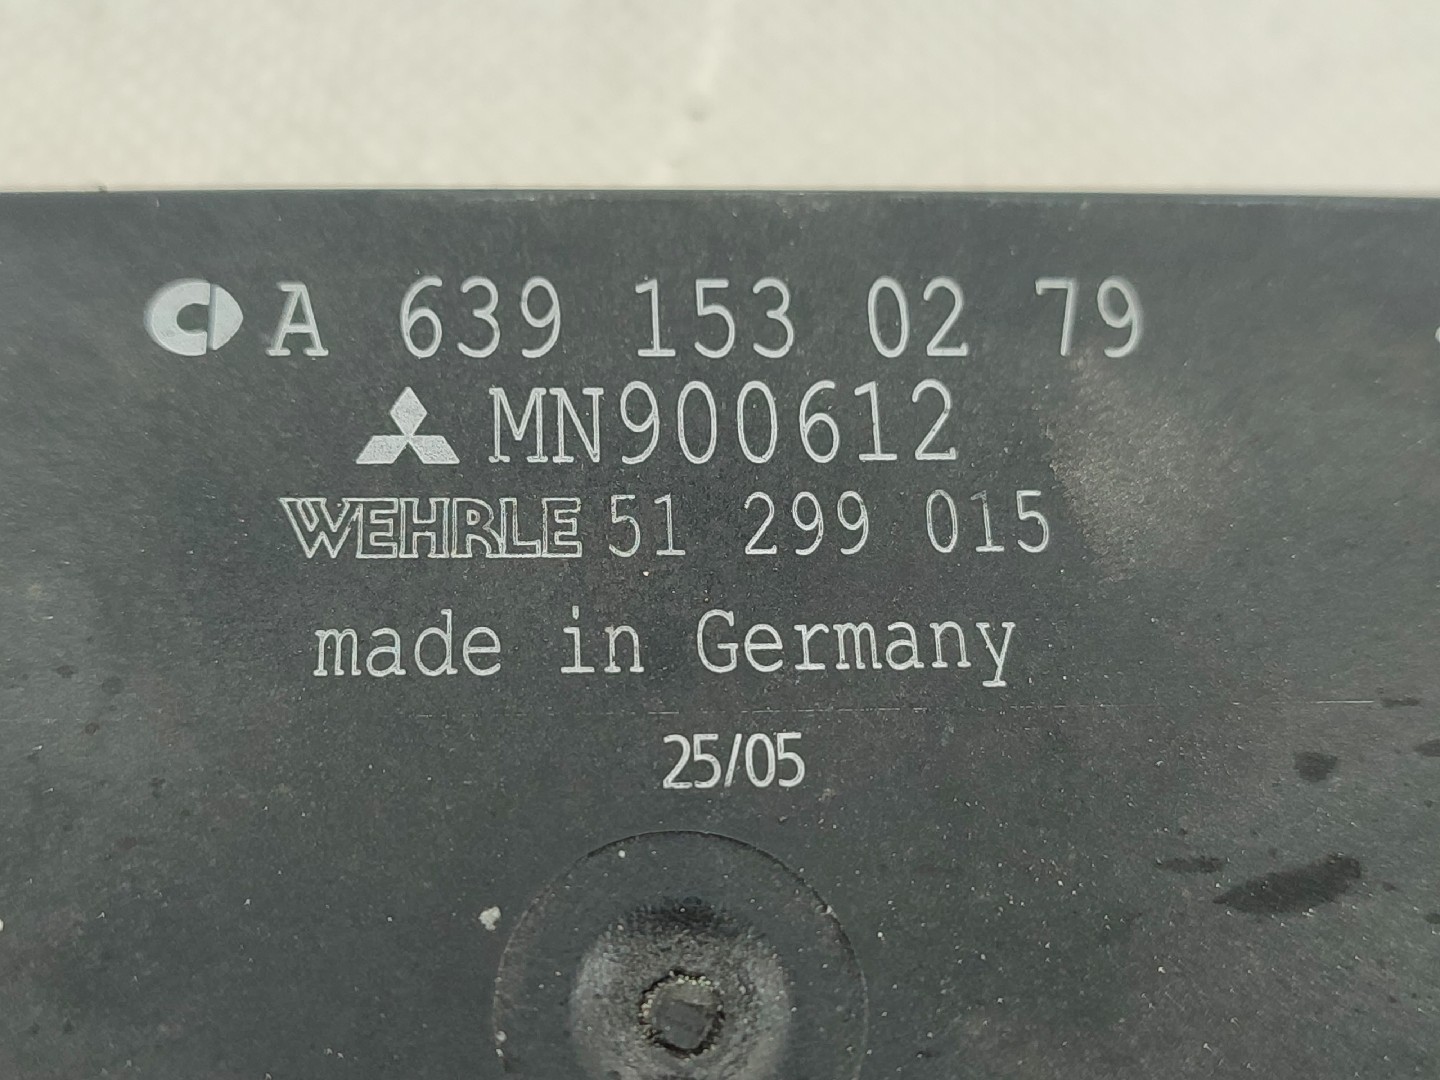 A 639 153 02 79
MN900612
WEHRLE 51 299 015
made in Germany
25/05